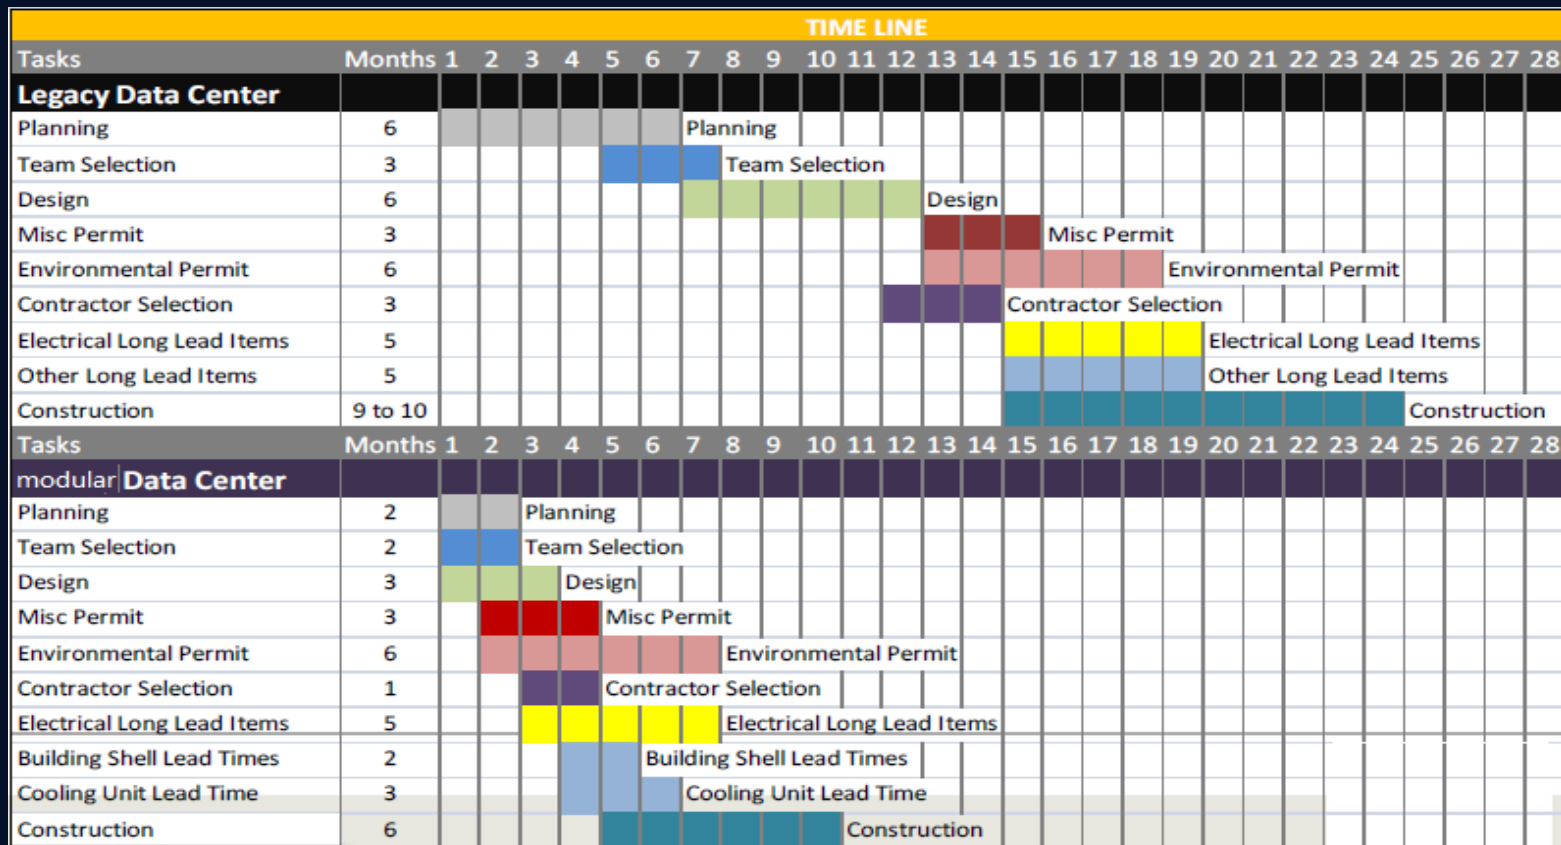 TIME LINE
Tasks Months 1 2 3 4 5 6 7 8 9 10 11 12 13 14 15 16 17 18 19 20 21 22 23 24 25 26 27 28
Legacy Data Center
Planning 6 Planning
Team Selection 3 Team Selection
Design 6 Design
Misc Permit 3 Misc Permit
Environmental Permit 6 Environmental Permit
Contractor Selection 3 Contractor Selection
Electrical Long Lead Items 5 Electrical Long Lead Items
Other Long Lead Items 5 Other Long Lead Items
Construction 9 to 10 Construction
Tasks Months 1 2 3 4 5 6 7 8 9 10 11 12 13 14 15 16 17 18 19 20 21 22 23 24 25 26 27 28
modular Data Center
Planning 2 Planning
Team Selection 2 Team Selection
Design 3 Design
Misc Permit 3 Misc Permit
Environmental Permit 6 Environmental Permit
Contractor Selection 1 Contractor Selection
Electrical Long Lead Items 5 Electrical Long Lead Items
Building Shell Lead Times 2 Building Shell Lead Times
Cooling Unit Lead Time 3 Cooling Unit Lead Time
Construction 6 Construction